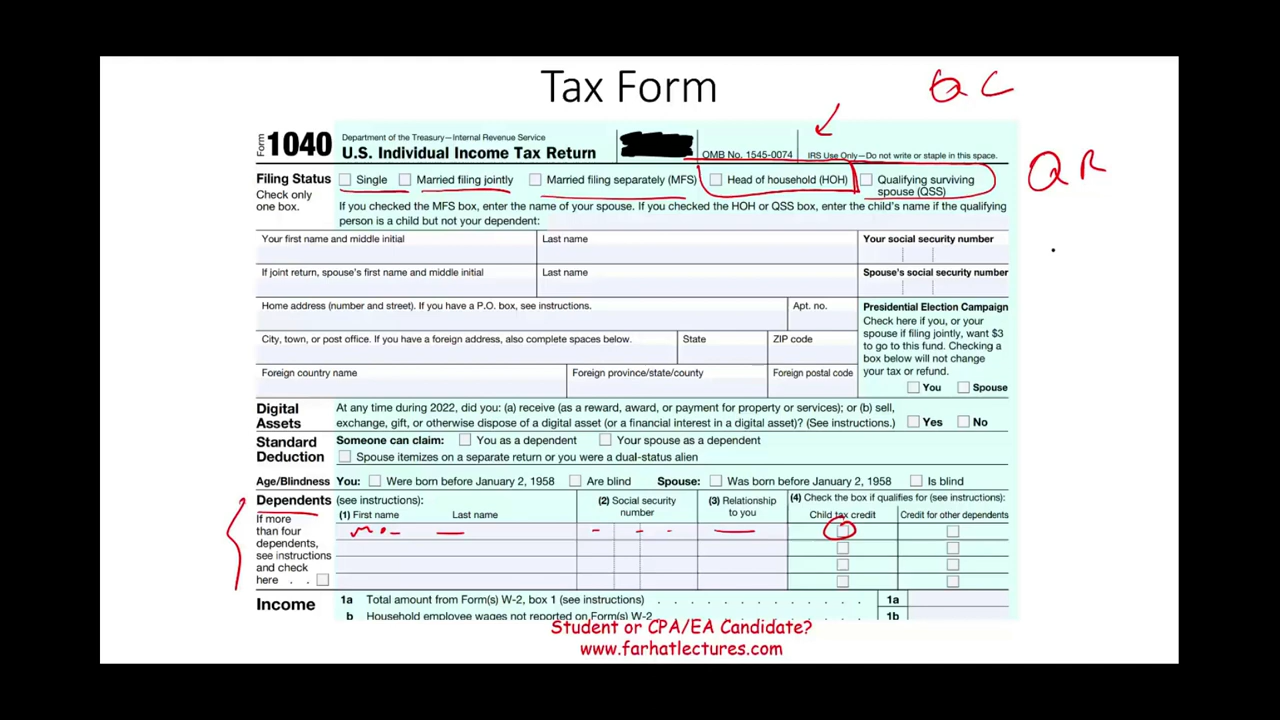 Tax Form
QC
QR
Form 1040
Department of the Treasury—Internal Revenue Service
U.S. Individual Income Tax Return
OMB No. 1545-0074
IRS Use Only—Do not write or staple in this space.
Filing Status
Check only
one box.
Single
Married filing jointly
Married filing separately (MFS)
Head of household (HOH)
Qualifying surviving
spouse (QSS)
If you checked the MFS box, enter the name of your spouse. If you checked the HOH or QSS box, enter the child's name if the qualifying
person is a child but not your dependent:
Your first name and middle initial
Last name
Your social security number
If joint return, spouse's first name and middle initial
Last name
Spouse's social security number
Home address (number and street). If you have a P.O. box, see instructions.
Apt. no.
City, town, or post office. If you have a foreign address, also complete spaces below.
State
ZIP code
Foreign country name
Foreign province/state/county
Foreign postal code
Presidential Election Campaign
Check here if you, or your
spouse if filing jointly, want $3
to go to this fund. Checking a
box below will not change
your tax or refund.
You
Spouse
Digital
Assets
At any time during 2022, did you: (a) receive (as a reward, award, or payment for property or services); or (b) sell,
exchange, gift, or otherwise dispose of a digital asset (or a financial interest in a digital asset)? (See instructions.)
Yes
No
Standard
Deduction
Someone can claim:
You as a dependent
Your spouse as a dependent
Spouse itemizes on a separate return or you were a dual-status alien
Age/Blindness
You:
Were born before January 2, 1958
Are blind
Spouse:
Was born before January 2, 1958
Is blind
Dependents (see instructions):
If more
than four
dependents,
see instructions
and check
here . .
(1) First name
Last name
(2) Social security
number
(3) Relationship
to you
(4) Check the box if qualifies for (see instructions):
Child tax credit
Credit for other dependents
Income
1a Total amount from Form(s) W-2, box 1 (see instructions) . . . . . . . . . . . 1a
b Household employee wages not reported on Form(s) W-2 1b
Student or CPA/EA Candidate?
www.farhatlectures.com